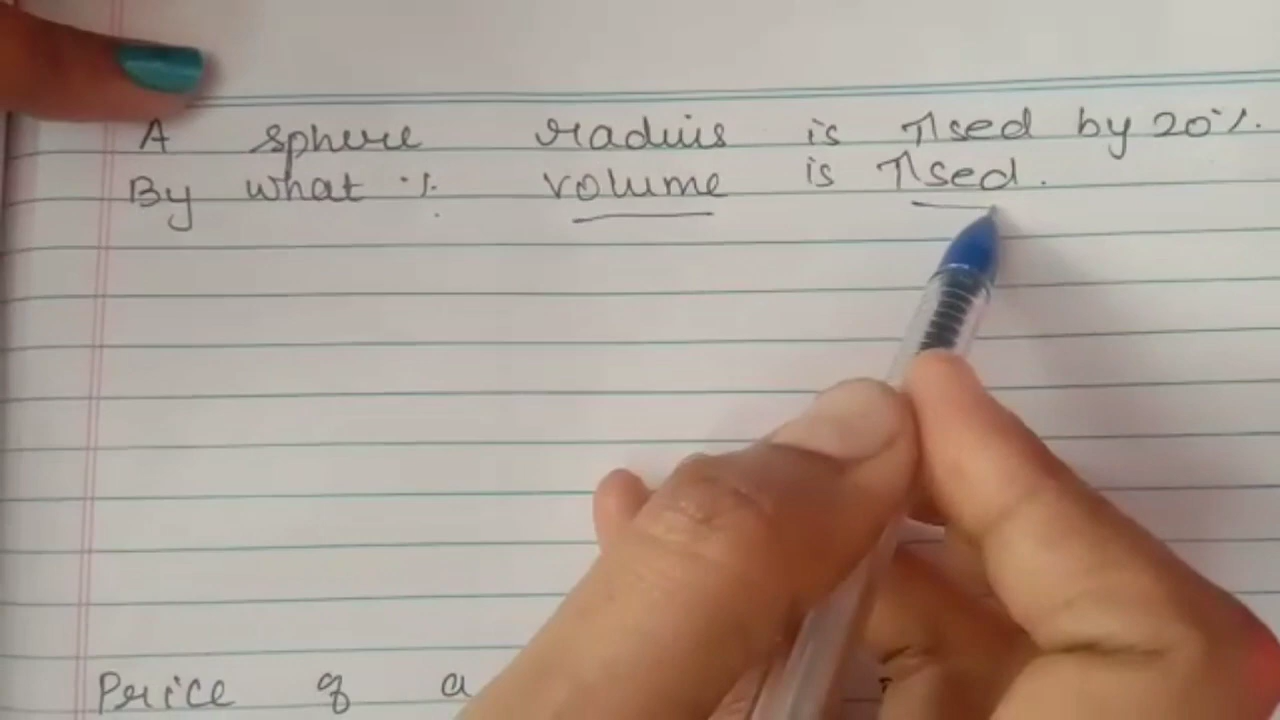 A sphere radius is ↑sed by 20%.
By what % volume is ↑sed.
Price of a